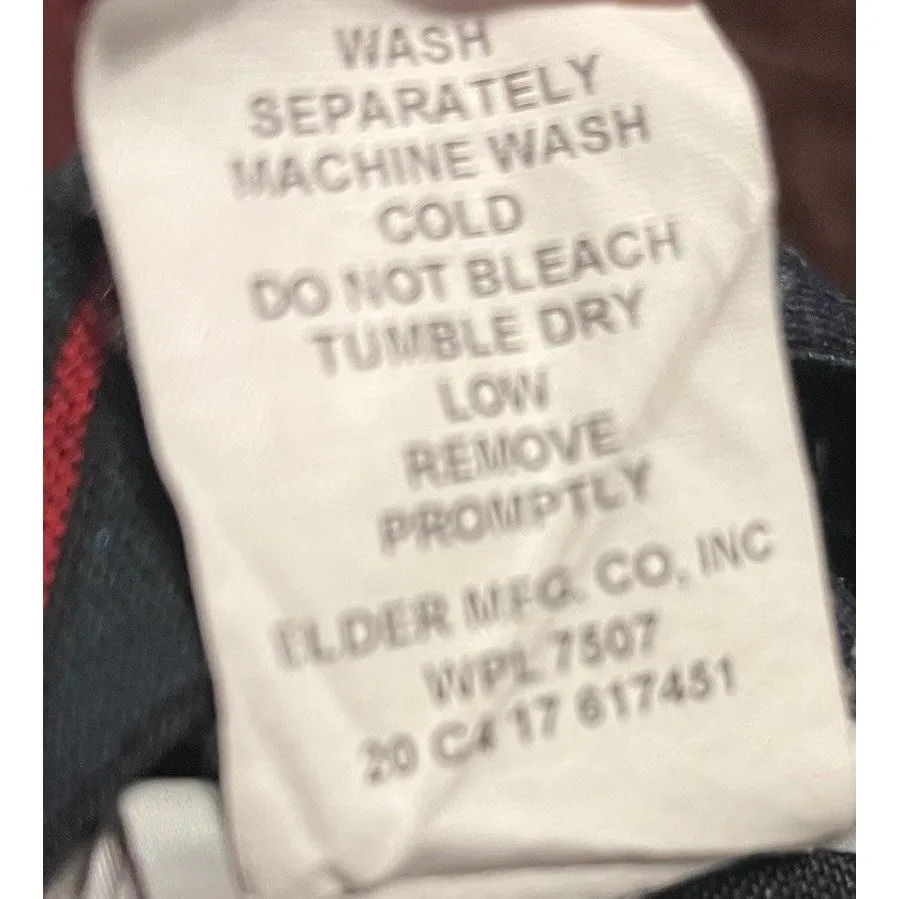 WASH
SEPARATELY
MACHINE WASH
COLD
DO NOT BLEACH
TUMBLE DRY
LOW
REMOVE
PROMPTLY
ELDER MFG. CO, INC
WPL 7507
20 C4 17 617451